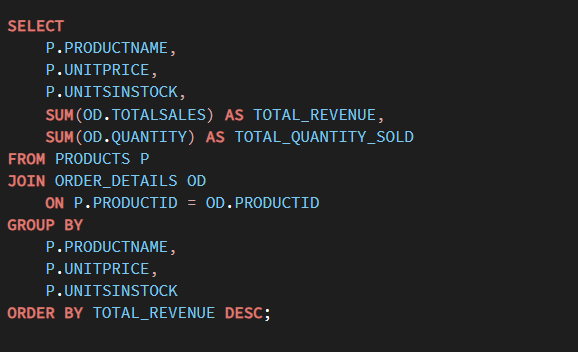 SELECT
    P.PRODUCTNAME,
    P.UNITPRICE,
    P.UNITSINSTOCK,
    SUM(OD.TOTALSALES) AS TOTAL_REVENUE,
    SUM(OD.QUANTITY) AS TOTAL_QUANTITY_SOLD
FROM PRODUCTS P
JOIN ORDER_DETAILS OD
    ON P.PRODUCTID = OD.PRODUCTID
GROUP BY
    P.PRODUCTNAME,
    P.UNITPRICE,
    P.UNITSINSTOCK
ORDER BY TOTAL_REVENUE DESC;